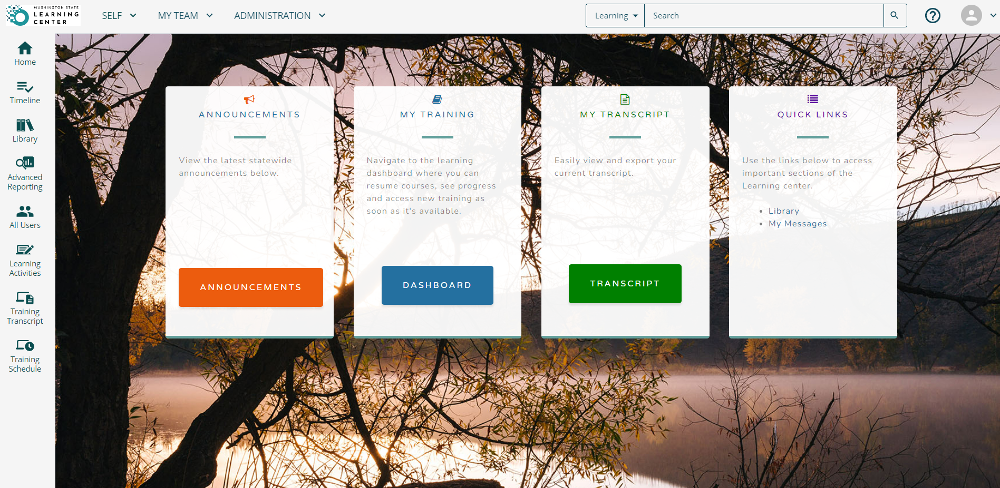 WASHINGTON STATE
LEARNING
CENTER
SELF
MY TEAM
ADMINISTRATION
Learning
Search
Home
Timeline
Library
Advanced
Reporting
All Users
Learning
Activities
Training
Transcript
Training
Schedule
ANNOUNCEMENTS
View the latest statewide
announcements below.
ANNOUNCEMENTS
MY TRAINING
Navigate to the learning
dashboard where you can
resume courses, see progress
and access new training as
soon as it's available.
DASHBOARD
MY TRANSCRIPT
Easily view and export your
current transcript.
TRANSCRIPT
QUICK LINKS
Use the links below to access
important sections of the
Learning center.
• Library
• My Messages